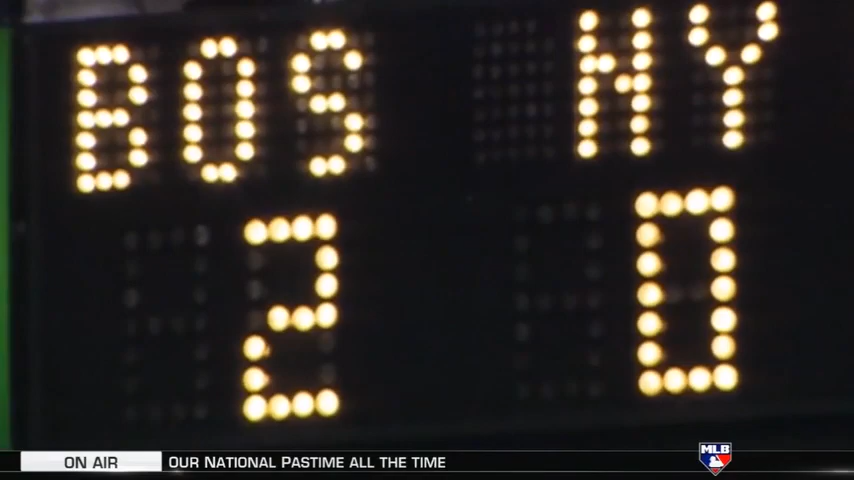 BOS NY
2 0
ON AIR OUR NATIONAL PASTIME ALL THE TIME MLB